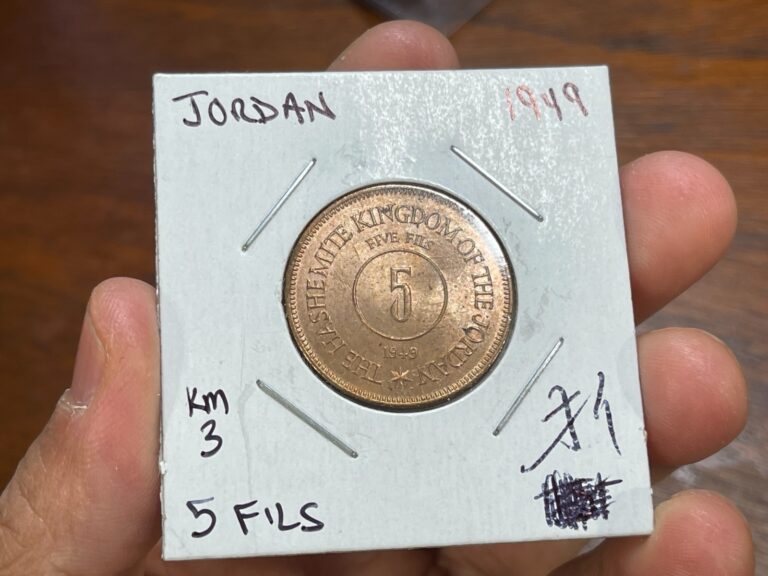 JORDAN
1949
THE HASHEMITE KINGDOM OF THE JORDAN
FIVE FILS
5
1949
KM
3
5 FILS